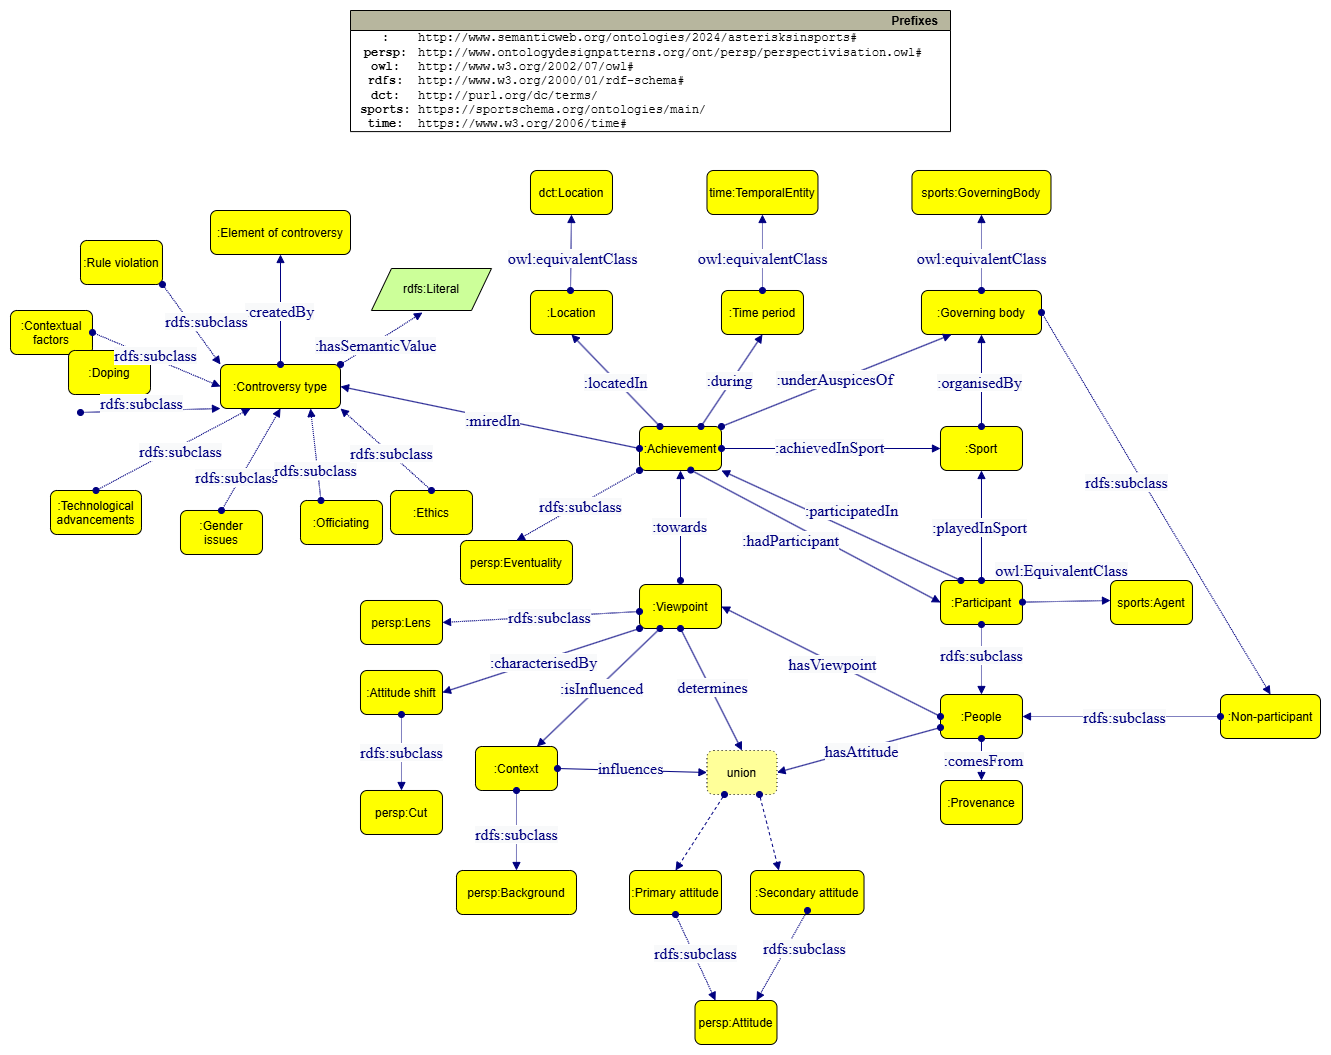 Prefixes
: http://www.semanticweb.org/ontologies/2024/asterisksinsports#
persp: http://www.ontologydesignpatterns.org/ont/persp/perspectivisation.owl#
owl: http://www.w3.org/2002/07/owl#
rdfs: http://www.w3.org/2000/01/rdf-schema#
dct: http://purl.org/dc/terms/
sports: https://sportschema.org/ontologies/main/
time: https://www.w3.org/2006/time#
dct:Location
time:TemporalEntity
sports:GoverningBody
:Element of controversy
:Rule violation
owl:equivalentClass
owl:equivalentClass
owl:equivalentClass
rdfs:Literal
:createdBy
:Location
:Time period
:Governing body
rdfs:subclass
:Contextual
factors
:hasSemanticValue
rdfs:subclass
:Doping
:Controversy type
:locatedIn
:during
:underAuspicesOf
:organisedBy
rdfs:subclass
:miredIn
:Achievement
:achievedInSport
:Sport
rdfs:subclass
rdfs:subclass
rdfs:subclass
rdfs:subclass
rdfs:subclass
:Technological
advancements
:Gender
issues
:Officiating
:Ethics
rdfs:subclass
:participatedIn
:towards
:hadParticipant
:playedInSport
persp:Eventuality
owl:EquivalentClass
:Viewpoint
:Participant
sports:Agent
persp:Lens
rdfs:subclass
:characterisedBy
hasViewpoint
rdfs:subclass
:Attitude shift
:isInfluenced
determines
:People
rdfs:subclass
:Non-participant
rdfs:subclass
:Context
influences
union
hasAttitude
:comesFrom
persp:Cut
:Provenance
rdfs:subclass
persp:Background
:Primary attitude
:Secondary attitude
rdfs:subclass
rdfs:subclass
persp:Attitude